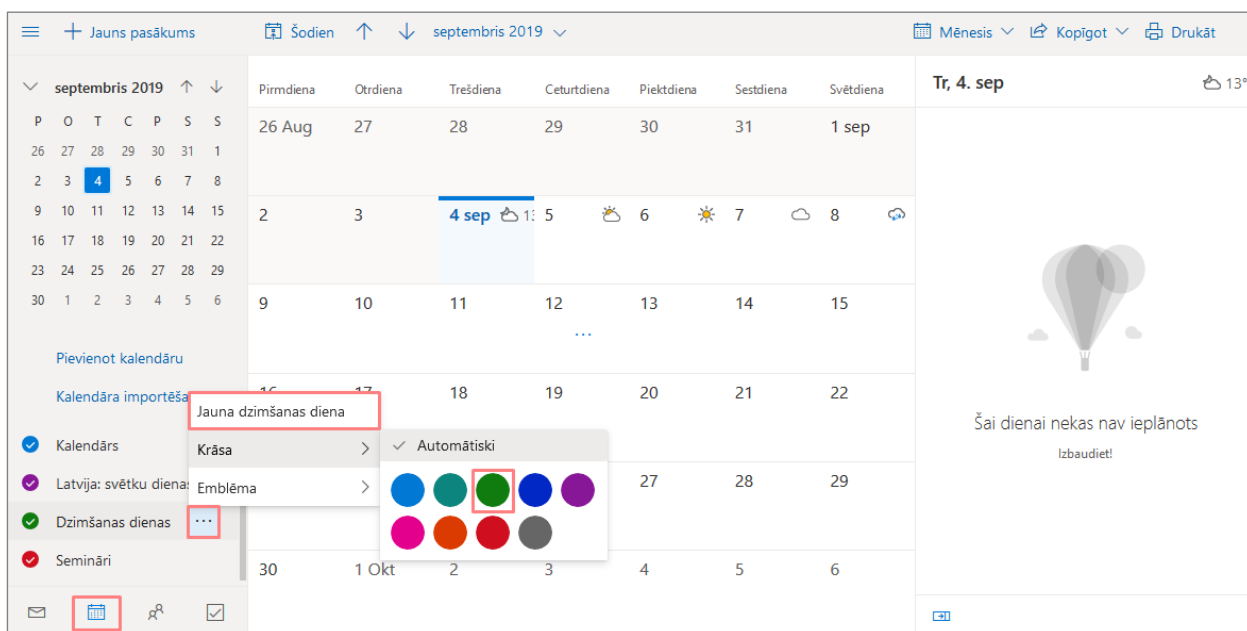 Jauns pasākums
Šodien
septembris 2019
Mēnesis
Kopīgot
Drukāt
septembris 2019
P O T C P S S
26 27 28 29 30 31 1
2 3 4 5 6 7 8
9 10 11 12 13 14 15
16 17 18 19 20 21 22
23 24 25 26 27 28 29
30 1 2 3 4 5 6
Pievienot kalendāru
Kalendāra importēša
Kalendārs
Latvija: svētku dienas
Dzimšanas dienas ...
Semināri
Pirmdiena Otrdiena Trešdiena Ceturtdiena Piektdiena Sestdiena Svētdiena
26 Aug 27 28 29 30 31 1 sep
2 3 4 sep 13 5 6 7 8
9 10 11 12 13 14 15
...
16 17 18 19 20 21 22
27 28 29
30 1 Okt 2 3 4 5 6
Jauna dzimšanas diena
Krāsa
Emblēma
Automātiski
Tr, 4. sep
13°
Šai dienai nekas nav ieplānots
Izbaudiet!